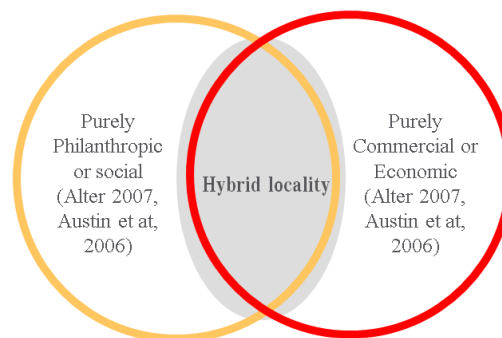 Purely
Philanthropic
or social
(Alter 2007,
Austin et at,
2006)
Hybrid locality
Purely
Commercial or
Economic
(Alter 2007,
Austin et at,
2006)